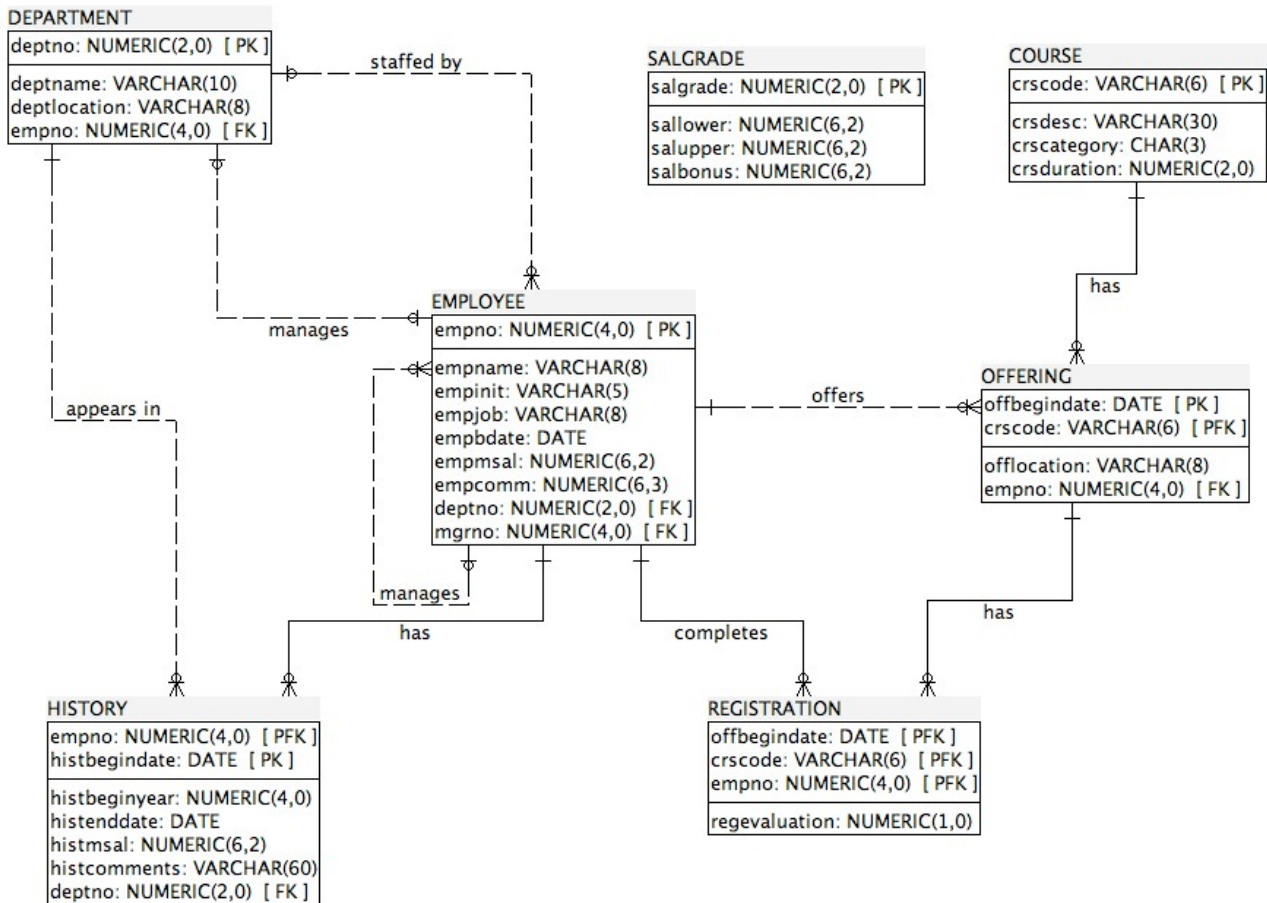 DEPARTMENT
deptno: NUMERIC(2,0) [ PK ]
deptname: VARCHAR(10)
deptlocation: VARCHAR(8)
empno: NUMERIC(4,0) [ FK ]
staffed by
SALGRADE
salgrade: NUMERIC(2,0) [ PK ]
sallower: NUMERIC(6,2)
salupper: NUMERIC(6,2)
salbonus: NUMERIC(6,2)
COURSE
crscode: VARCHAR(6) [ PK ]
crsdesc: VARCHAR(30)
crscategory: CHAR(3)
crsduration: NUMERIC(2,0)
has
manages
EMPLOYEE
empno: NUMERIC(4,0) [ PK ]
empname: VARCHAR(8)
empinit: VARCHAR(5)
empjob: VARCHAR(8)
empbdate: DATE
empmsal: NUMERIC(6,2)
empcomm: NUMERIC(6,3)
deptno: NUMERIC(2,0) [ FK ]
mgrno: NUMERIC(4,0) [ FK ]
offers
OFFERING
offbegindate: DATE [ PK ]
crscode: VARCHAR(6) [ PFK ]
offlocation: VARCHAR(8)
empno: NUMERIC(4,0) [ FK ]
appears in
manages
has
completes
has
HISTORY
empno: NUMERIC(4,0) [ PFK ]
histbegindate: DATE [ PK ]
histbeginyear: NUMERIC(4,0)
histenddate: DATE
histmsal: NUMERIC(6,2)
histcomments: VARCHAR(60)
deptno: NUMERIC(2,0) [ FK ]
REGISTRATION
offbegindate: DATE [ PFK ]
crscode: VARCHAR(6) [ PFK ]
empno: NUMERIC(4,0) [ PFK ]
regevaluation: NUMERIC(1,0)